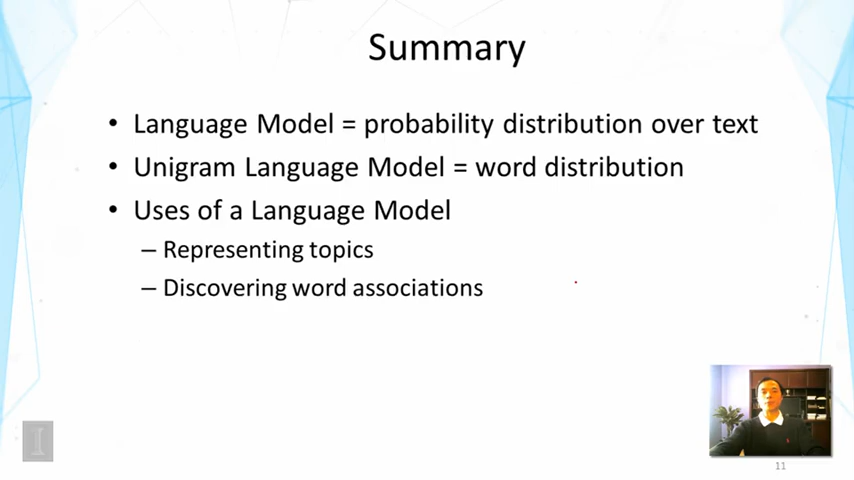 Summary
• Language Model = probability distribution over text
• Unigram Language Model = word distribution
• Uses of a Language Model
– Representing topics
– Discovering word associations
I
11